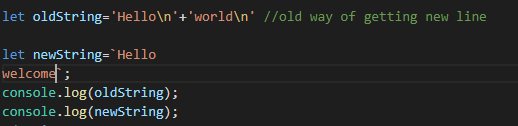 let oldString='Hello\n'+'world\n' //old way of getting new line
let newString=`Hello
welcome`;
console.log(oldString);
console.log(newString);